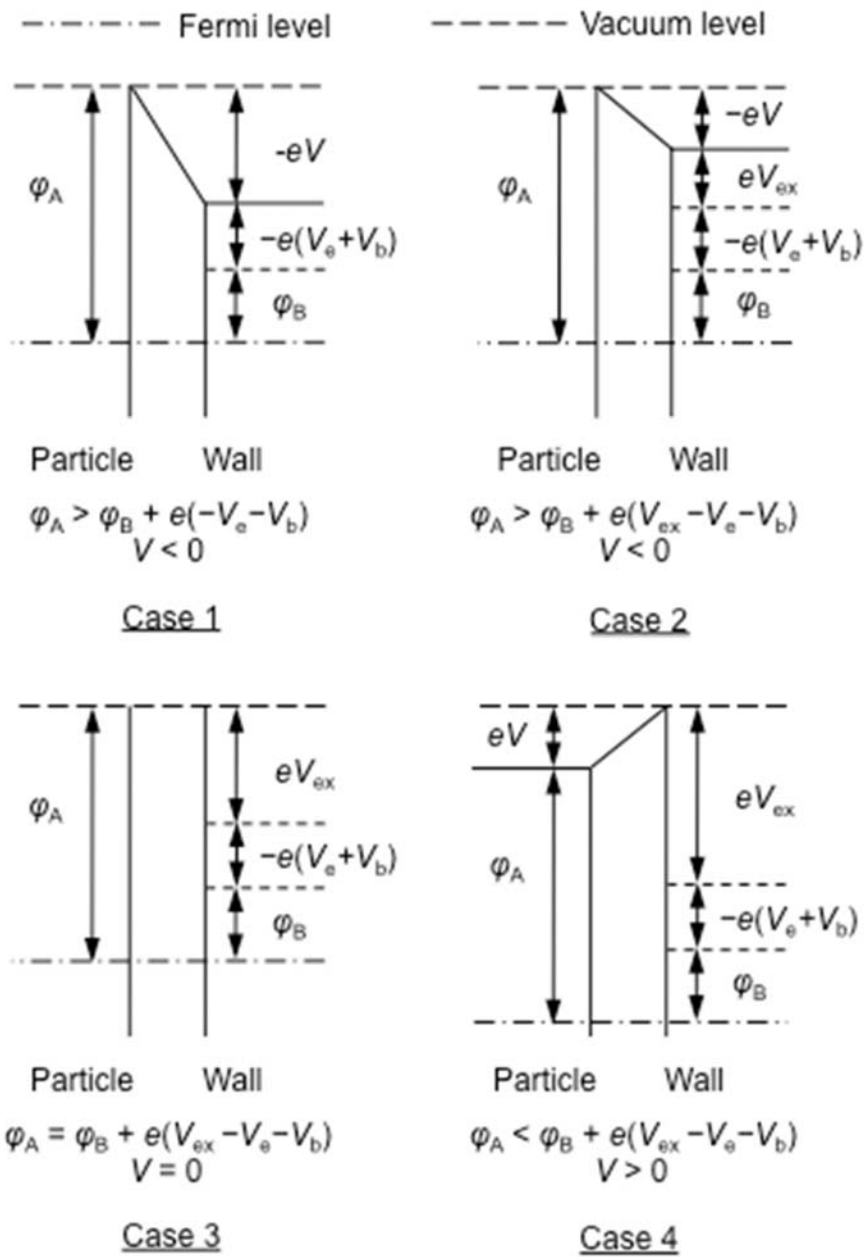 Fermi level
Vacuum level
φA
-eV
−e(Ve+Vb)
φB
Particle Wall
φA > φB + e(−Ve−Vb)
V < 0
Case 1
φA
−eV
eVex
−e(Ve+Vb)
φB
Particle Wall
φA > φB + e(Vex −Ve−Vb)
V < 0
Case 2
φA
eVex
−e(Ve+Vb)
φB
Particle Wall
φA = φB + e(Vex −Ve−Vb)
V = 0
Case 3
eV
φA
eVex
−e(Ve+Vb)
φB
Particle Wall
φA < φB + e(Vex −Ve−Vb)
V > 0
Case 4